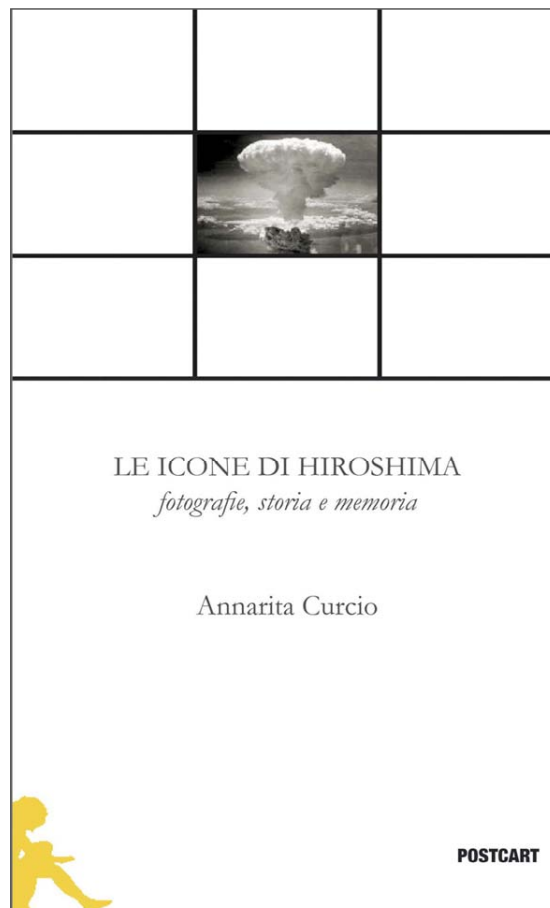 LE ICONE DI HIROSHIMA
fotografie, storia e memoria
Annarita Curcio
POSTCART